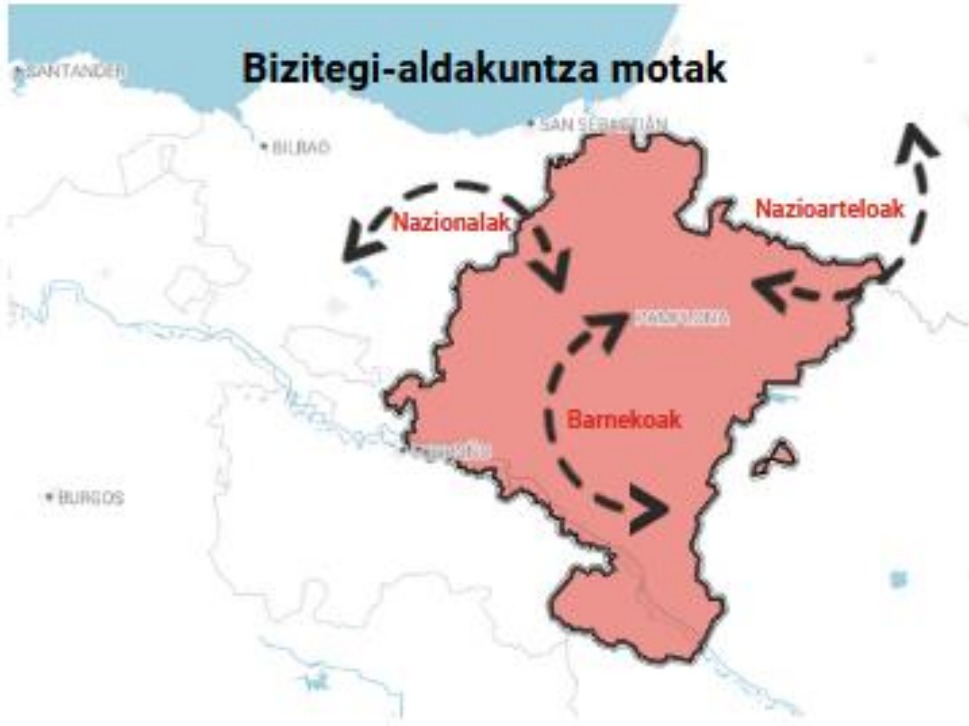 Bizitegi-aldakuntza motak
SANTANDER
SAN SEBASTIÁN
BILBAO
Nazioarteloak
Nazionalak
PAMPLONA
Barnekoak
BURGOS